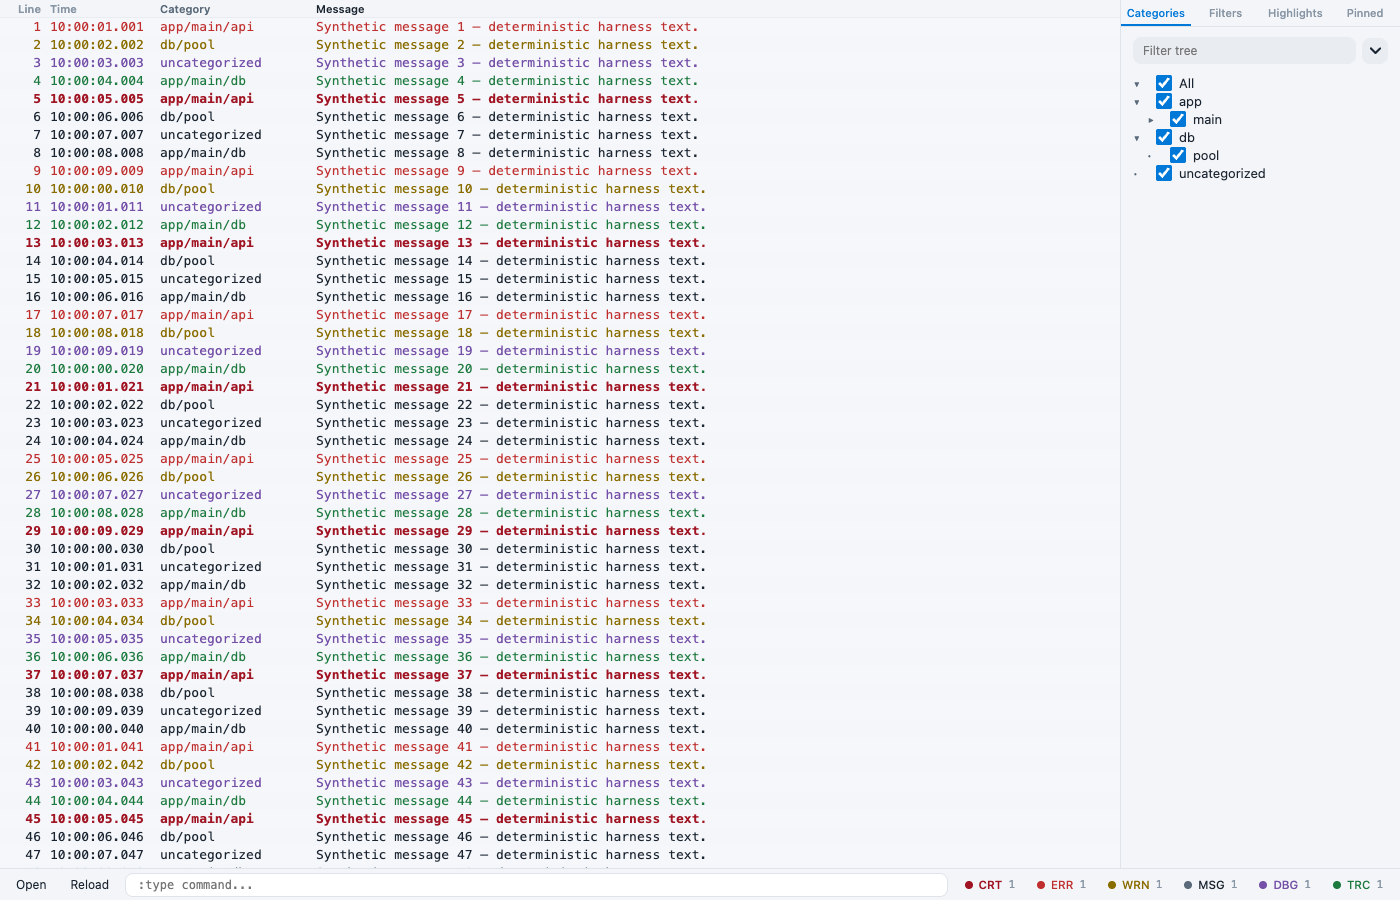 Line Time Category Message
1 10:00:01.001 app/main/api Synthetic message 1 — deterministic harness text.
2 10:00:02.002 db/pool Synthetic message 2 — deterministic harness text.
3 10:00:03.003 uncategorized Synthetic message 3 — deterministic harness text.
4 10:00:04.004 app/main/db Synthetic message 4 — deterministic harness text.
5 10:00:05.005 app/main/api Synthetic message 5 — deterministic harness text.
6 10:00:06.006 db/pool Synthetic message 6 — deterministic harness text.
7 10:00:07.007 uncategorized Synthetic message 7 — deterministic harness text.
8 10:00:08.008 app/main/db Synthetic message 8 — deterministic harness text.
9 10:00:09.009 app/main/api Synthetic message 9 — deterministic harness text.
10 10:00:00.010 db/pool Synthetic message 10 — deterministic harness text.
11 10:00:01.011 uncategorized Synthetic message 11 — deterministic harness text.
12 10:00:02.012 app/main/db Synthetic message 12 — deterministic harness text.
13 10:00:03.013 app/main/api Synthetic message 13 — deterministic harness text.
14 10:00:04.014 db/pool Synthetic message 14 — deterministic harness text.
15 10:00:05.015 uncategorized Synthetic message 15 — deterministic harness text.
16 10:00:06.016 app/main/db Synthetic message 16 — deterministic harness text.
17 10:00:07.017 app/main/api Synthetic message 17 — deterministic harness text.
18 10:00:08.018 db/pool Synthetic message 18 — deterministic harness text.
19 10:00:09.019 uncategorized Synthetic message 19 — deterministic harness text.
20 10:00:00.020 app/main/db Synthetic message 20 — deterministic harness text.
21 10:00:01.021 app/main/api Synthetic message 21 — deterministic harness text.
22 10:00:02.022 db/pool Synthetic message 22 — deterministic harness text.
23 10:00:03.023 uncategorized Synthetic message 23 — deterministic harness text.
24 10:00:04.024 app/main/db Synthetic message 24 — deterministic harness text.
25 10:00:05.025 app/main/api Synthetic message 25 — deterministic harness text.
26 10:00:06.026 db/pool Synthetic message 26 — deterministic harness text.
27 10:00:07.027 uncategorized Synthetic message 27 — deterministic harness text.
28 10:00:08.028 app/main/db Synthetic message 28 — deterministic harness text.
29 10:00:09.029 app/main/api Synthetic message 29 — deterministic harness text.
30 10:00:00.030 db/pool Synthetic message 30 — deterministic harness text.
31 10:00:01.031 uncategorized Synthetic message 31 — deterministic harness text.
32 10:00:02.032 app/main/db Synthetic message 32 — deterministic harness text.
33 10:00:03.033 app/main/api Synthetic message 33 — deterministic harness text.
34 10:00:04.034 db/pool Synthetic message 34 — deterministic harness text.
35 10:00:05.035 uncategorized Synthetic message 35 — deterministic harness text.
36 10:00:06.036 app/main/db Synthetic message 36 — deterministic harness text.
37 10:00:07.037 app/main/api Synthetic message 37 — deterministic harness text.
38 10:00:08.038 db/pool Synthetic message 38 — deterministic harness text.
39 10:00:09.039 uncategorized Synthetic message 39 — deterministic harness text.
40 10:00:00.040 app/main/db Synthetic message 40 — deterministic harness text.
41 10:00:01.041 app/main/api Synthetic message 41 — deterministic harness text.
42 10:00:02.042 db/pool Synthetic message 42 — deterministic harness text.
43 10:00:03.043 uncategorized Synthetic message 43 — deterministic harness text.
44 10:00:04.044 app/main/db Synthetic message 44 — deterministic harness text.
45 10:00:05.045 app/main/api Synthetic message 45 — deterministic harness text.
46 10:00:06.046 db/pool Synthetic message 46 — deterministic harness text.
47 10:00:07.047 uncategorized Synthetic message 47 — deterministic harness text.
Categories Filters Highlights Pinned
Filter tree
All
app
main
db
pool
uncategorized
Open Reload :type command... CRT 1 ERR 1 WRN 1 MSG 1 DBG 1 TRC 1